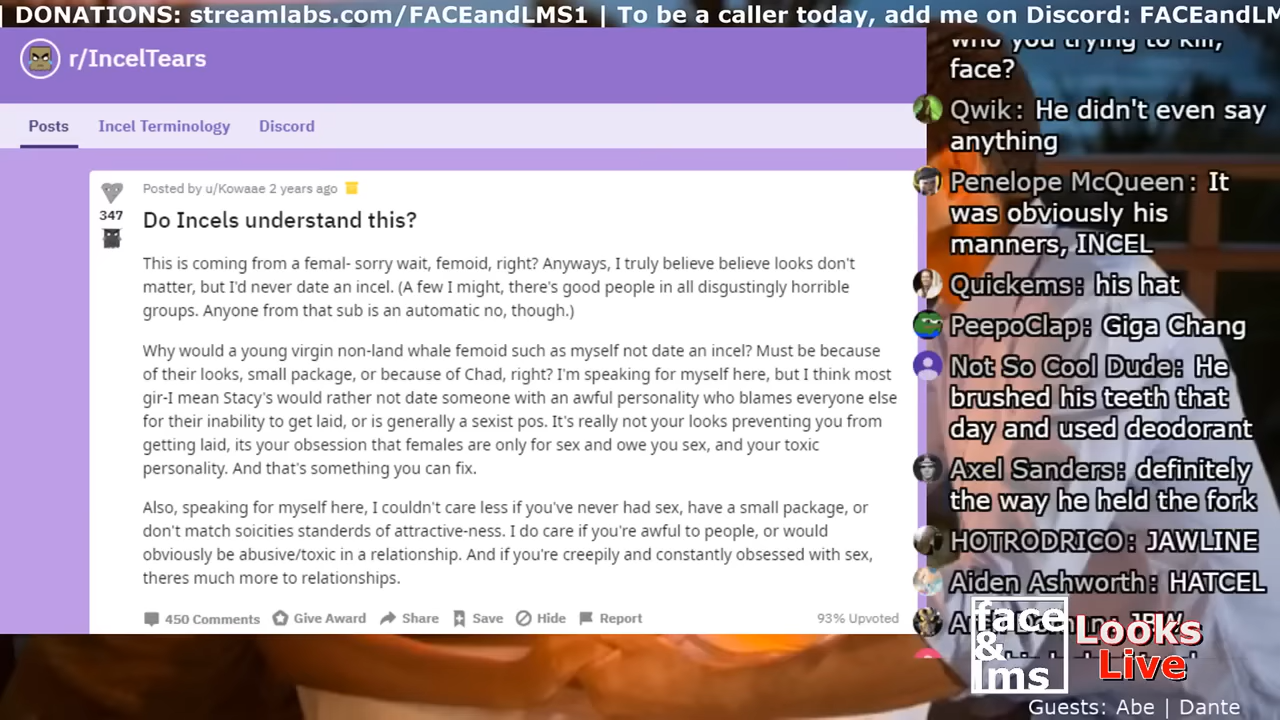 DONATIONS: streamlabs.com/FACEandLMS1 | To be a caller today, add me on Discord: FACEandLM
r/IncelTears
Posts Incel Terminology Discord
Posted by u/Kowaae 2 years ago
347
Do Incels understand this?
This is coming from a femal- sorry wait, femoid, right? Anyways, I truly believe believe looks don't
matter, but I'd never date an incel. (A few I might, there's good people in all disgustingly horrible
groups. Anyone from that sub is an automatic no, though.)
Why would a young virgin non-land whale femoid such as myself not date an incel? Must be because
of their looks, small package, or because of Chad, right? I'm speaking for myself here, but I think most
gir-I mean Stacy's would rather not date someone with an awful personality who blames everyone else
for their inability to get laid, or is generally a sexist pos. It's really not your looks preventing you from
getting laid, its your obsession that females are only for sex and owe you sex, and your toxic
personality. And that's something you can fix.
Also, speaking for myself here, I couldn't care less if you've never had sex, have a small package, or
don't match soicities standerds of attractive-ness. I do care if you're awful to people, or would
obviously be abusive/toxic in a relationship. And if you're creepily and constantly obsessed with sex,
theres much more to relationships.
450 Comments Give Award Share Save Hide Report 93% Upvoted
who you trying to kill,
face?
Qwik: He didn't even say
anything
Penelope McQueen: It
was obviously his
manners, INCEL
Quickems: his hat
PeepoClap: Giga Chang
Not So Cool Dude: He
brushed his teeth that
day and used deodorant
Axel Sanders: definitely
the way he held the fork
HOTRODRICO: JAWLINE
Aiden Ashworth: HATCEL
JBW
face
&
lms
Looks
Live
Guests: Abe | Dante